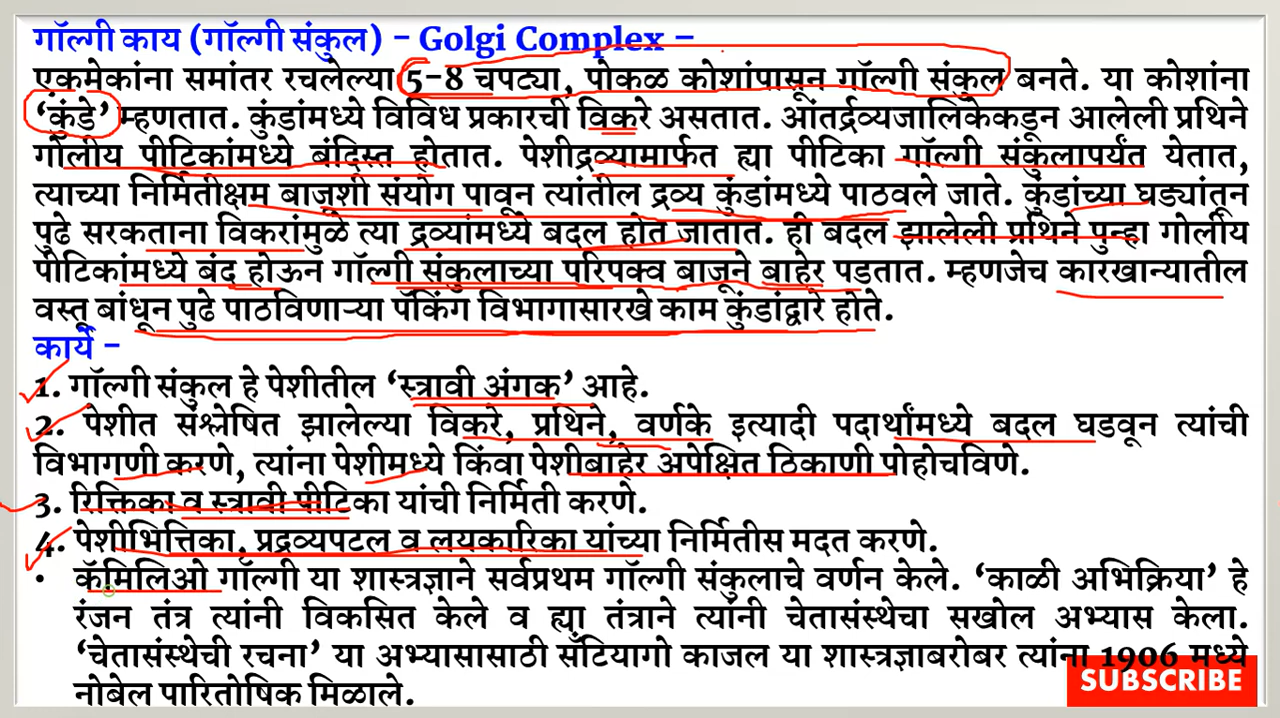 गॉल्गी काय (गॉल्गी संकुल) – Golgi Complex –
एकमेकांना समांतर रचलेल्या 5–8 चपट्या, पोकळ कोशांपासून गॉल्गी संकुल बनते. या कोशांना
‘कुंडे’ म्हणतात. कुंडांमध्ये विविध प्रकारची विकरे असतात. आंतर्द्रव्यजालिकेकडून आलेली प्रथिने
गोलीय पीटिकांमध्ये बंदिस्त होतात. पेशीद्रव्यामार्फत ह्या पीटिका गॉल्गी संकुलापर्यंत येतात,
त्याच्या निर्मितीक्षम बाजूशी संयोग पावून त्यांतील द्रव्य कुंडांमध्ये पाठवले जाते. कुंडांच्या घड्यांतून
पुढे सरकताना विकरांमुळे त्या द्रव्यांमध्ये बदल होत जातात. ही बदल झालेली प्रथिने पुन्हा गोलीय
पीटिकांमध्ये बंद होऊन गॉल्गी संकुलाच्या परिपक्व बाजूने बाहेर पडतात. म्हणजेच कारखान्यातील
वस्तू बांधून पुढे पाठविणाऱ्या पॅकिंग विभागासारखे काम कुंडांद्वारे होते.
कार्ये –
1. गॉल्गी संकुल हे पेशीतील ‘स्त्रावी अंगक’ आहे.
2. पेशीत संश्लेषित झालेल्या विकरे, प्रथिने, वर्णके इत्यादी पदार्थांमध्ये बदल घडवून त्यांची
विभागणी करणे, त्यांना पेशीमध्ये किंवा पेशीबाहेर अपेक्षित ठिकाणी पोहोचविणे.
3. रिक्तिका व स्त्रावी पीटिका यांची निर्मिती करणे.
4. पेशीभित्तिका, प्रद्रव्यपटल व लयकारिका यांच्या निर्मितीस मदत करणे.
• कॅमिलिओ गॉल्गी या शास्त्रज्ञाने सर्वप्रथम गॉल्गी संकुलाचे वर्णन केले. ‘काळी अभिक्रिया’ हे
रंजन तंत्र त्यांनी विकसित केले व ह्या तंत्राने त्यांनी चेतासंस्थेचा सखोल अभ्यास केला.
‘चेतासंस्थेची रचना’ या अभ्यासासाठी सँटियागो काजल या शास्त्रज्ञाबरोबर त्यांना 1906 मध्ये
नोबेल पारितोषिक मिळाले.
SUBSCRIBE